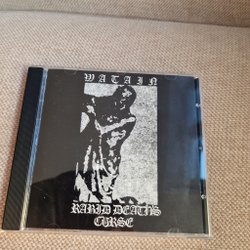 WATAIN
RABID DEATH'S
CURSE